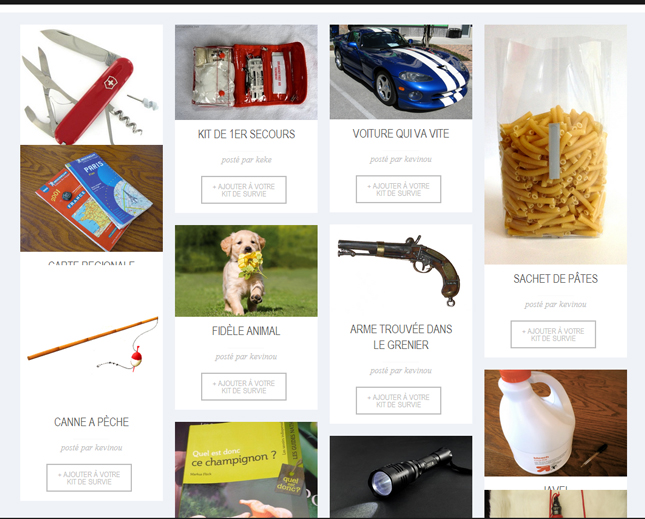 PARIS
FRANCE
CARTE REGIONALE
CANNE A PÈCHE
posté par kevinou
+ AJOUTER À VOTRE
KIT DE SURVIE
KIT DE 1ER SECOURS
posté par keke
+ AJOUTER À VOTRE
KIT DE SURVIE
FIDÈLE ANIMAL
posté par kevinou
+ AJOUTER À VOTRE
KIT DE SURVIE
Quel est donc
ce champignon ?
quel
est
donc?
VOITURE QUI VA VITE
posté par kevinou
+ AJOUTER À VOTRE
KIT DE SURVIE
ARME TROUVÉE DANS
LE GRENIER
posté par kevinou
+ AJOUTER À VOTRE
KIT DE SURVIE
SACHET DE PÂTES
posté par kevinou
+ AJOUTER À VOTRE
KIT DE SURVIE
JAVEL